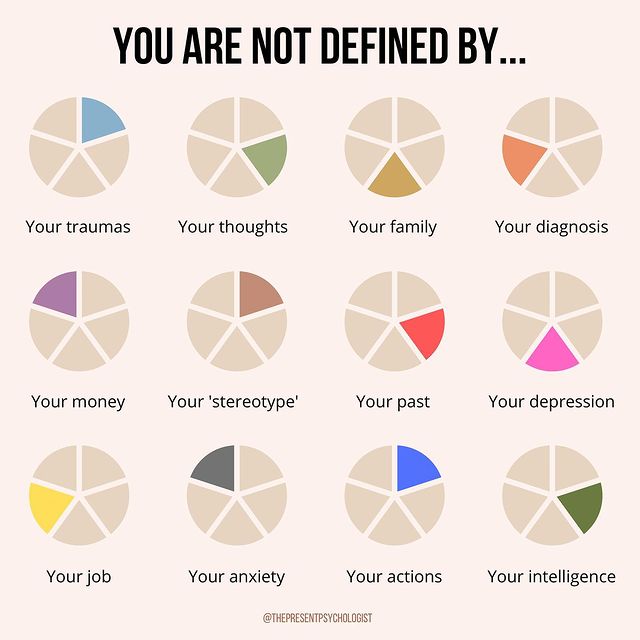 YOU ARE NOT DEFINED BY...
Your traumas
Your thoughts
Your family
Your diagnosis
Your money
Your 'stereotype'
Your past
Your depression
Your job
Your anxiety
Your actions
Your intelligence
@THEPRESENTPSYCHOLOGIST